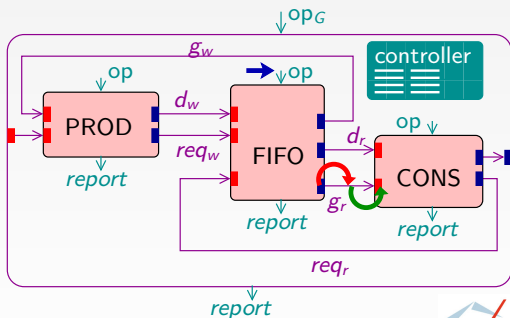 op_G
g_w
controller
op
op
d_w
d_r
op
PROD
req_w
FIFO
CONS
g_r
report
report
report
req_r
report